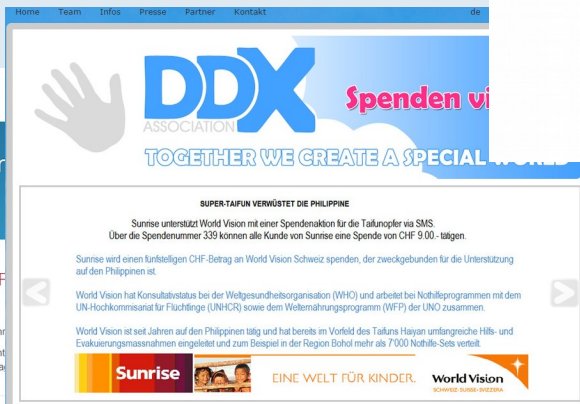 Home Team Infos Presse Partner Kontakt de
DDX
Spenden
ASSOCIATION
TOGETHER WE CREATE A SPECIAL WORLD
SUPER-TAIFUN VERWÜSTET DIE PHILIPPINE
Sunrise unterstützt World Vision mit einer Spendenaktion für die Taifunopfer via SMS.
Über die Spendenummer 339 können alle Kunde von Sunrise eine Spende von CHF 9.00.- tätigen.
Sunrise wird einen fünfstelligen CHF-Betrag an World Vision Schweiz spenden, der zweckgebunden für die Unterstützung
auf den Philippinen ist.
World Vision hat Konsultativstatus bei der Weltgesundheitsorganisation (WHO) und arbeitet bei Nothilfeprogrammen mit dem
UN-Hochkommisariat für Flüchtlinge (UNHCR) sowie dem Welternährungsprogramm (WFP) der UNO zusammen.
World Vision ist seit Jahren auf den Philippinen tätig und hat bereits im Vorfeld des Taifuns Haiyan umfangreiche Hilfs- und
Evakuierungsmassnahmen eingeleitet und zum Beispiel in der Region Bohol mehr als 7'000 Nothilfe-Sets verteilt.
Sunrise
EINE WELT FÜR KINDER.
World Vision
SCHWEIZ·SUISSE·SVIZZERA